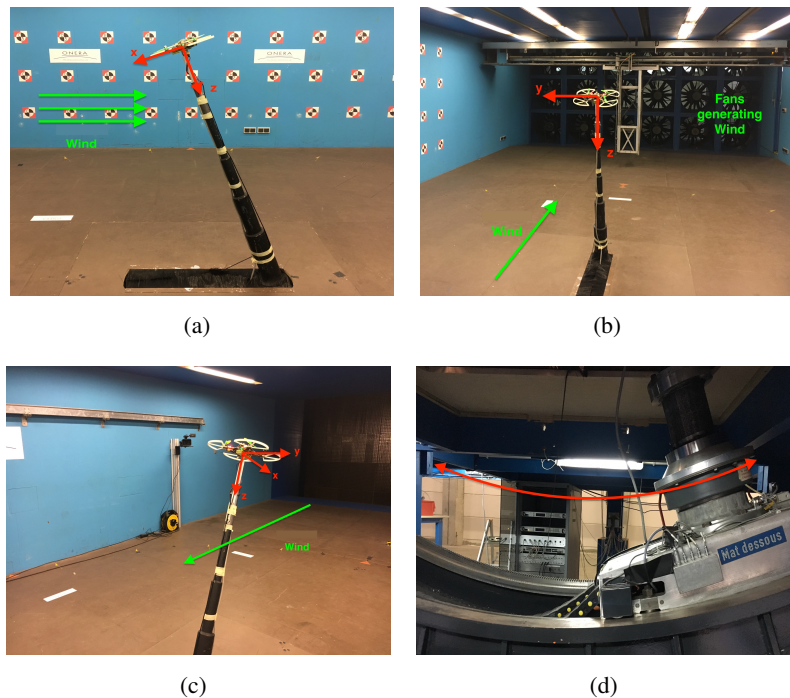 ONERA
ONERA
x
z
Wind
(a)
y
z
Fans
generating
Wind
Wind
(b)
y
x
z
Wind
(c)
Mat dessous
(d)